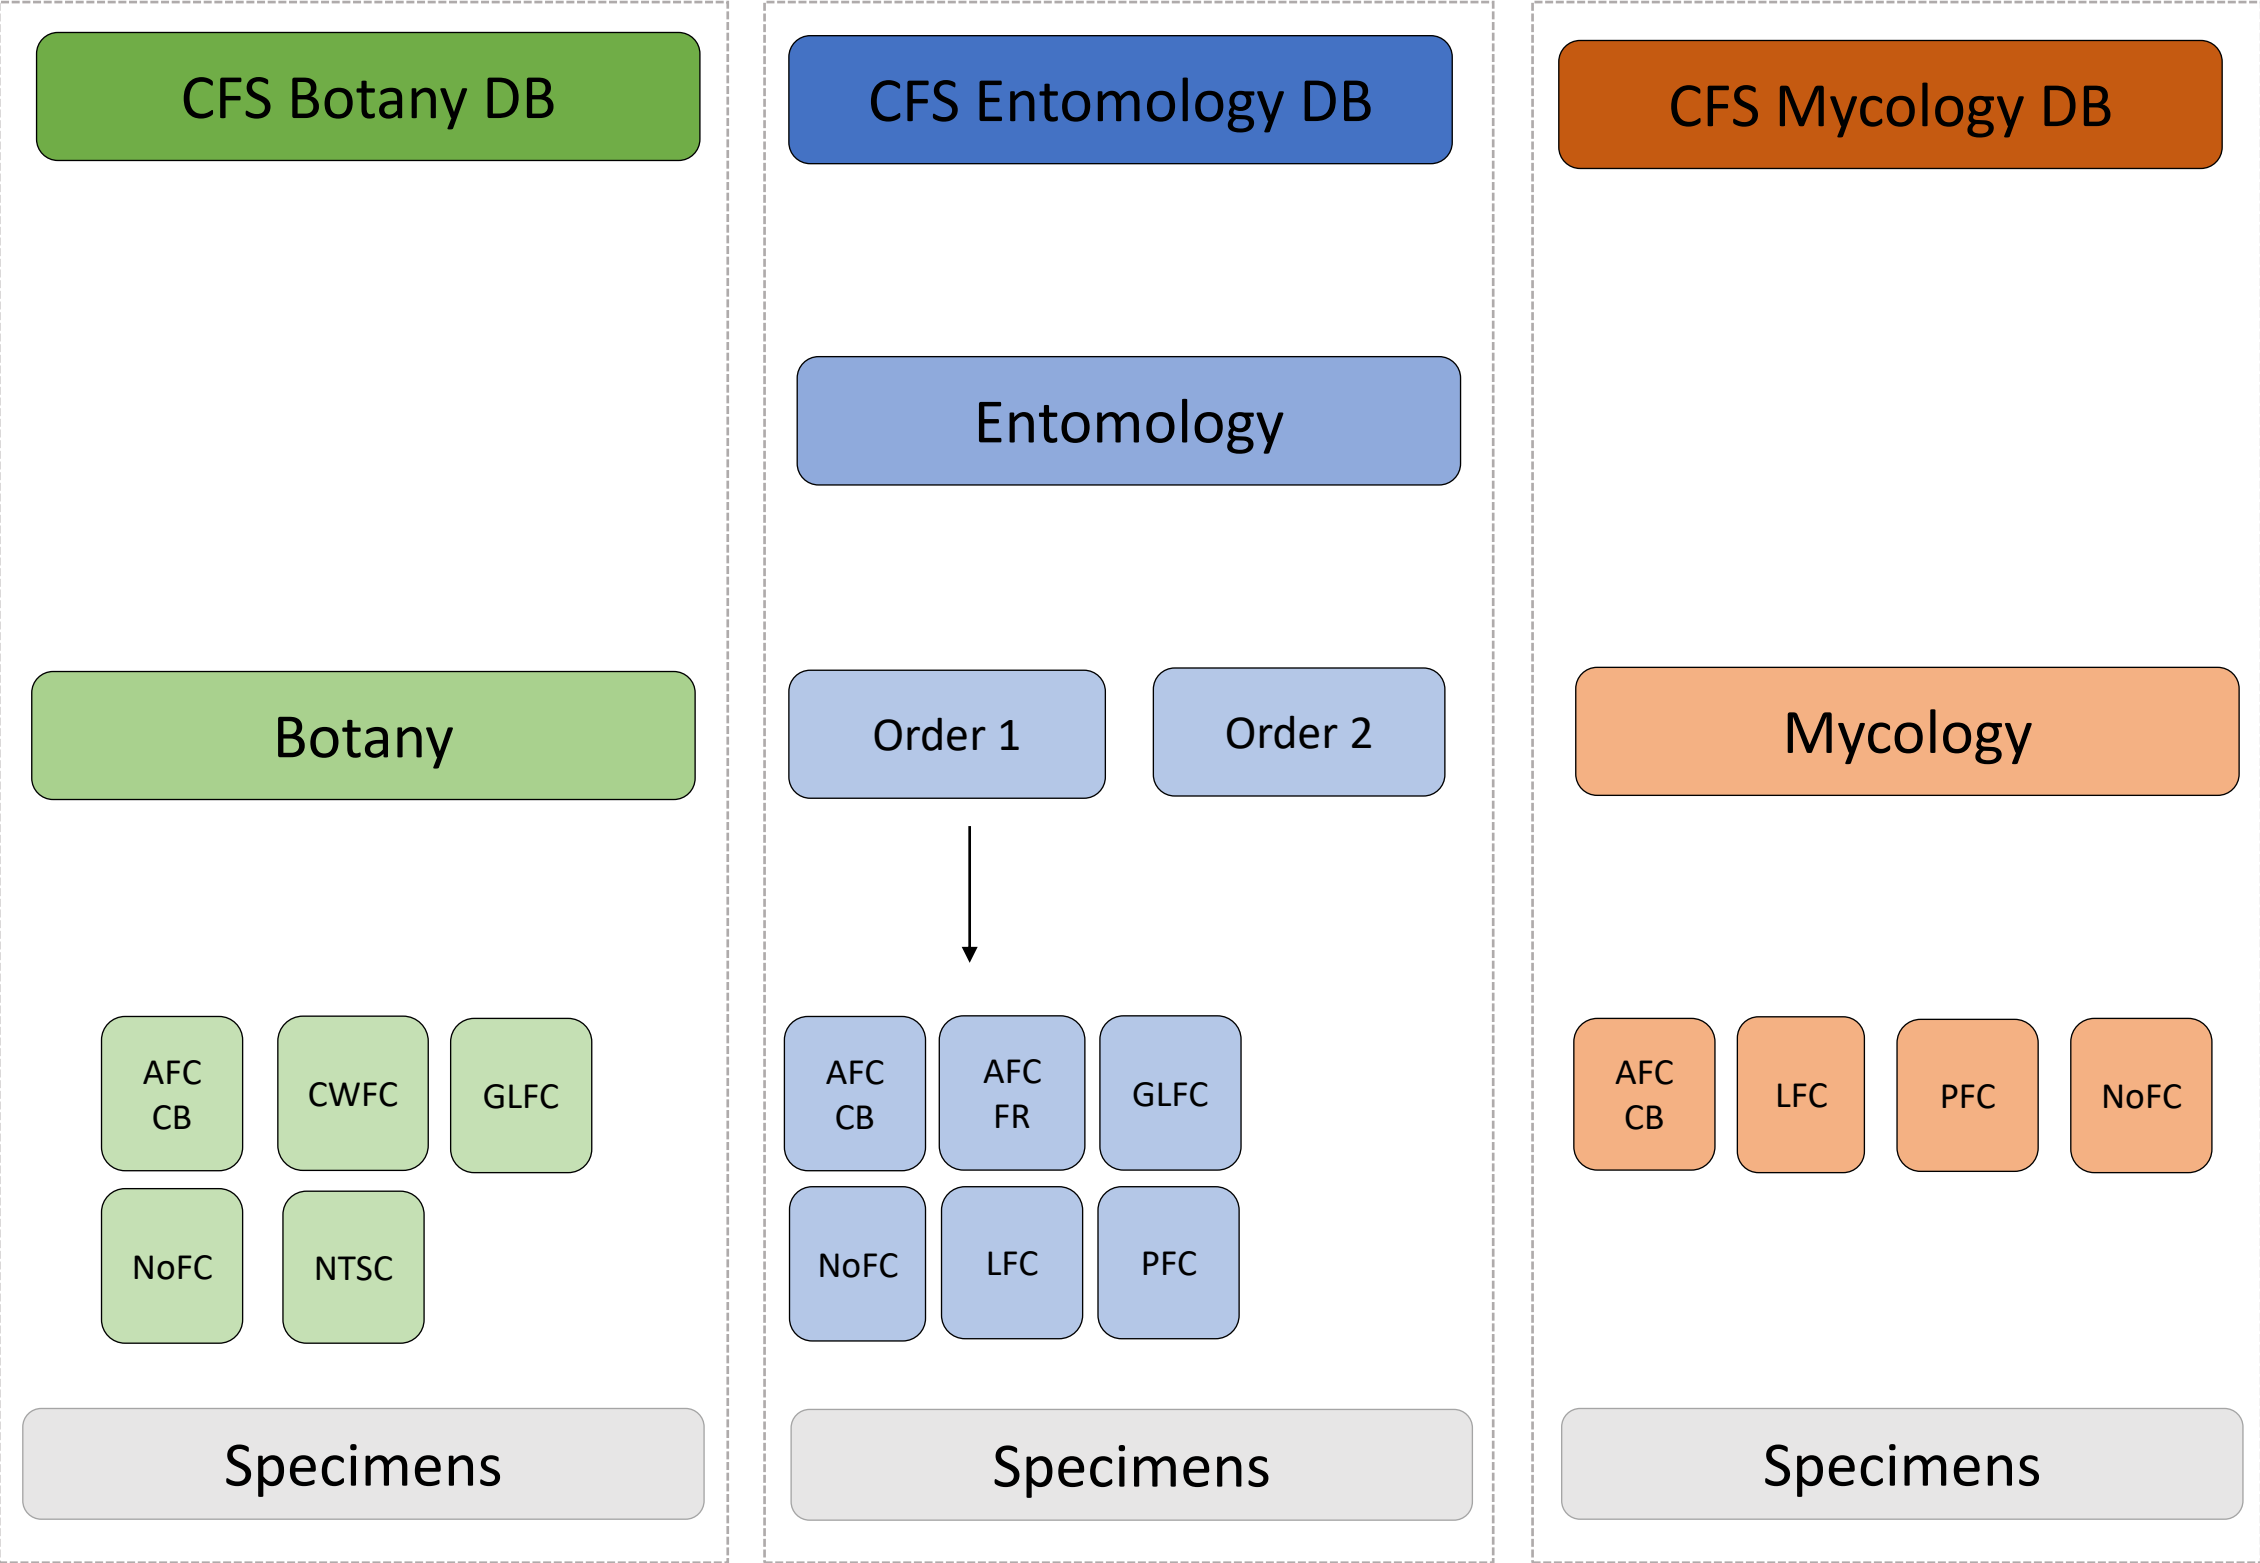 CFS Botany DB
CFS Entomology DB
CFS Mycology DB
Entomology
Botany
Order 1
Order 2
Mycology
AFC
CB
CWFC
GLFC
NoFC
NTSC
AFC
CB
AFC
FR
GLFC
NoFC
LFC
PFC
AFC
CB
LFC
PFC
NoFC
Specimens
Specimens
Specimens